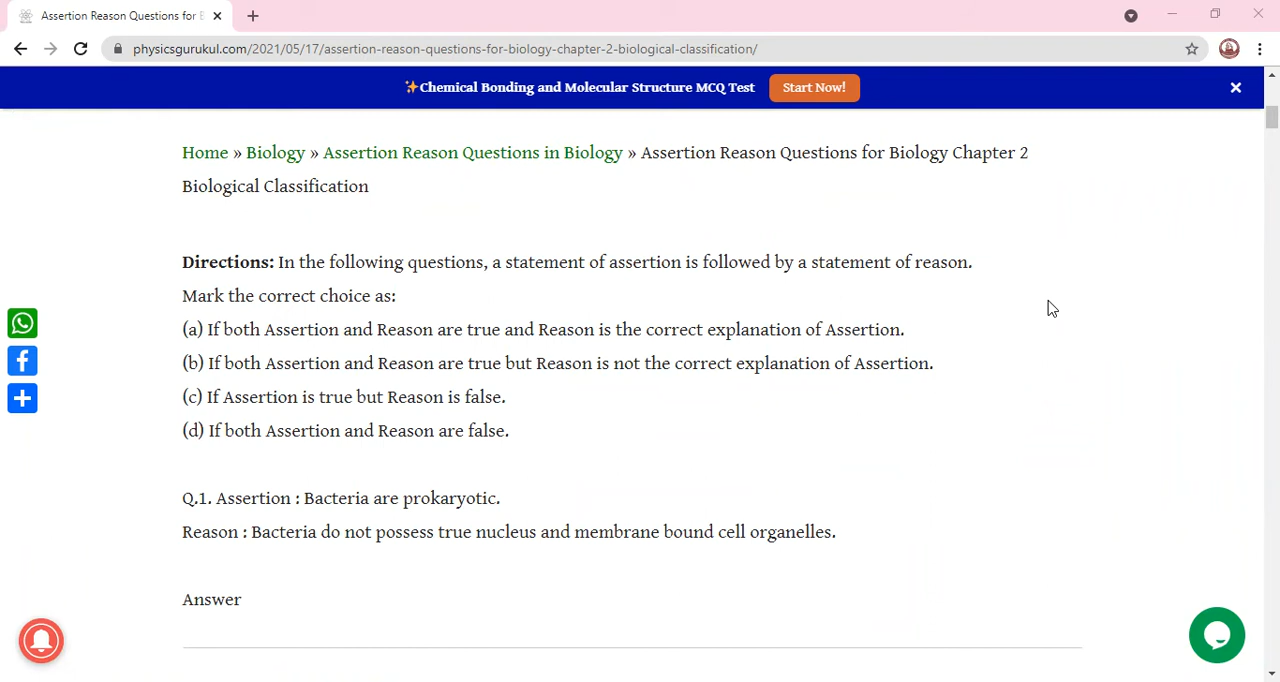 Assertion Reason Questions for B
physicsgurukul.com/2021/05/17/assertion-reason-questions-for-biology-chapter-2-biological-classification/
✨Chemical Bonding and Molecular Structure MCQ Test Start Now!
Home » Biology » Assertion Reason Questions in Biology » Assertion Reason Questions for Biology Chapter 2
Biological Classification
Directions: In the following questions, a statement of assertion is followed by a statement of reason.
Mark the correct choice as:
(a) If both Assertion and Reason are true and Reason is the correct explanation of Assertion.
(b) If both Assertion and Reason are true but Reason is not the correct explanation of Assertion.
(c) If Assertion is true but Reason is false.
(d) If both Assertion and Reason are false.
Q.1. Assertion : Bacteria are prokaryotic.
Reason : Bacteria do not possess true nucleus and membrane bound cell organelles.
Answer